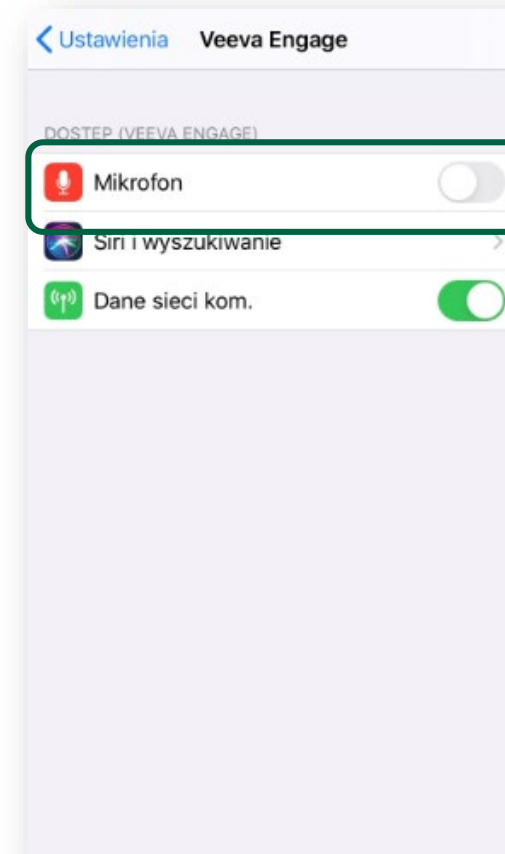 Ustawienia Veeva Engage
DOSTĘP (VEEVA ENGAGE)
Mikrofon
Siri i wyszukiwanie
Dane sieci kom.